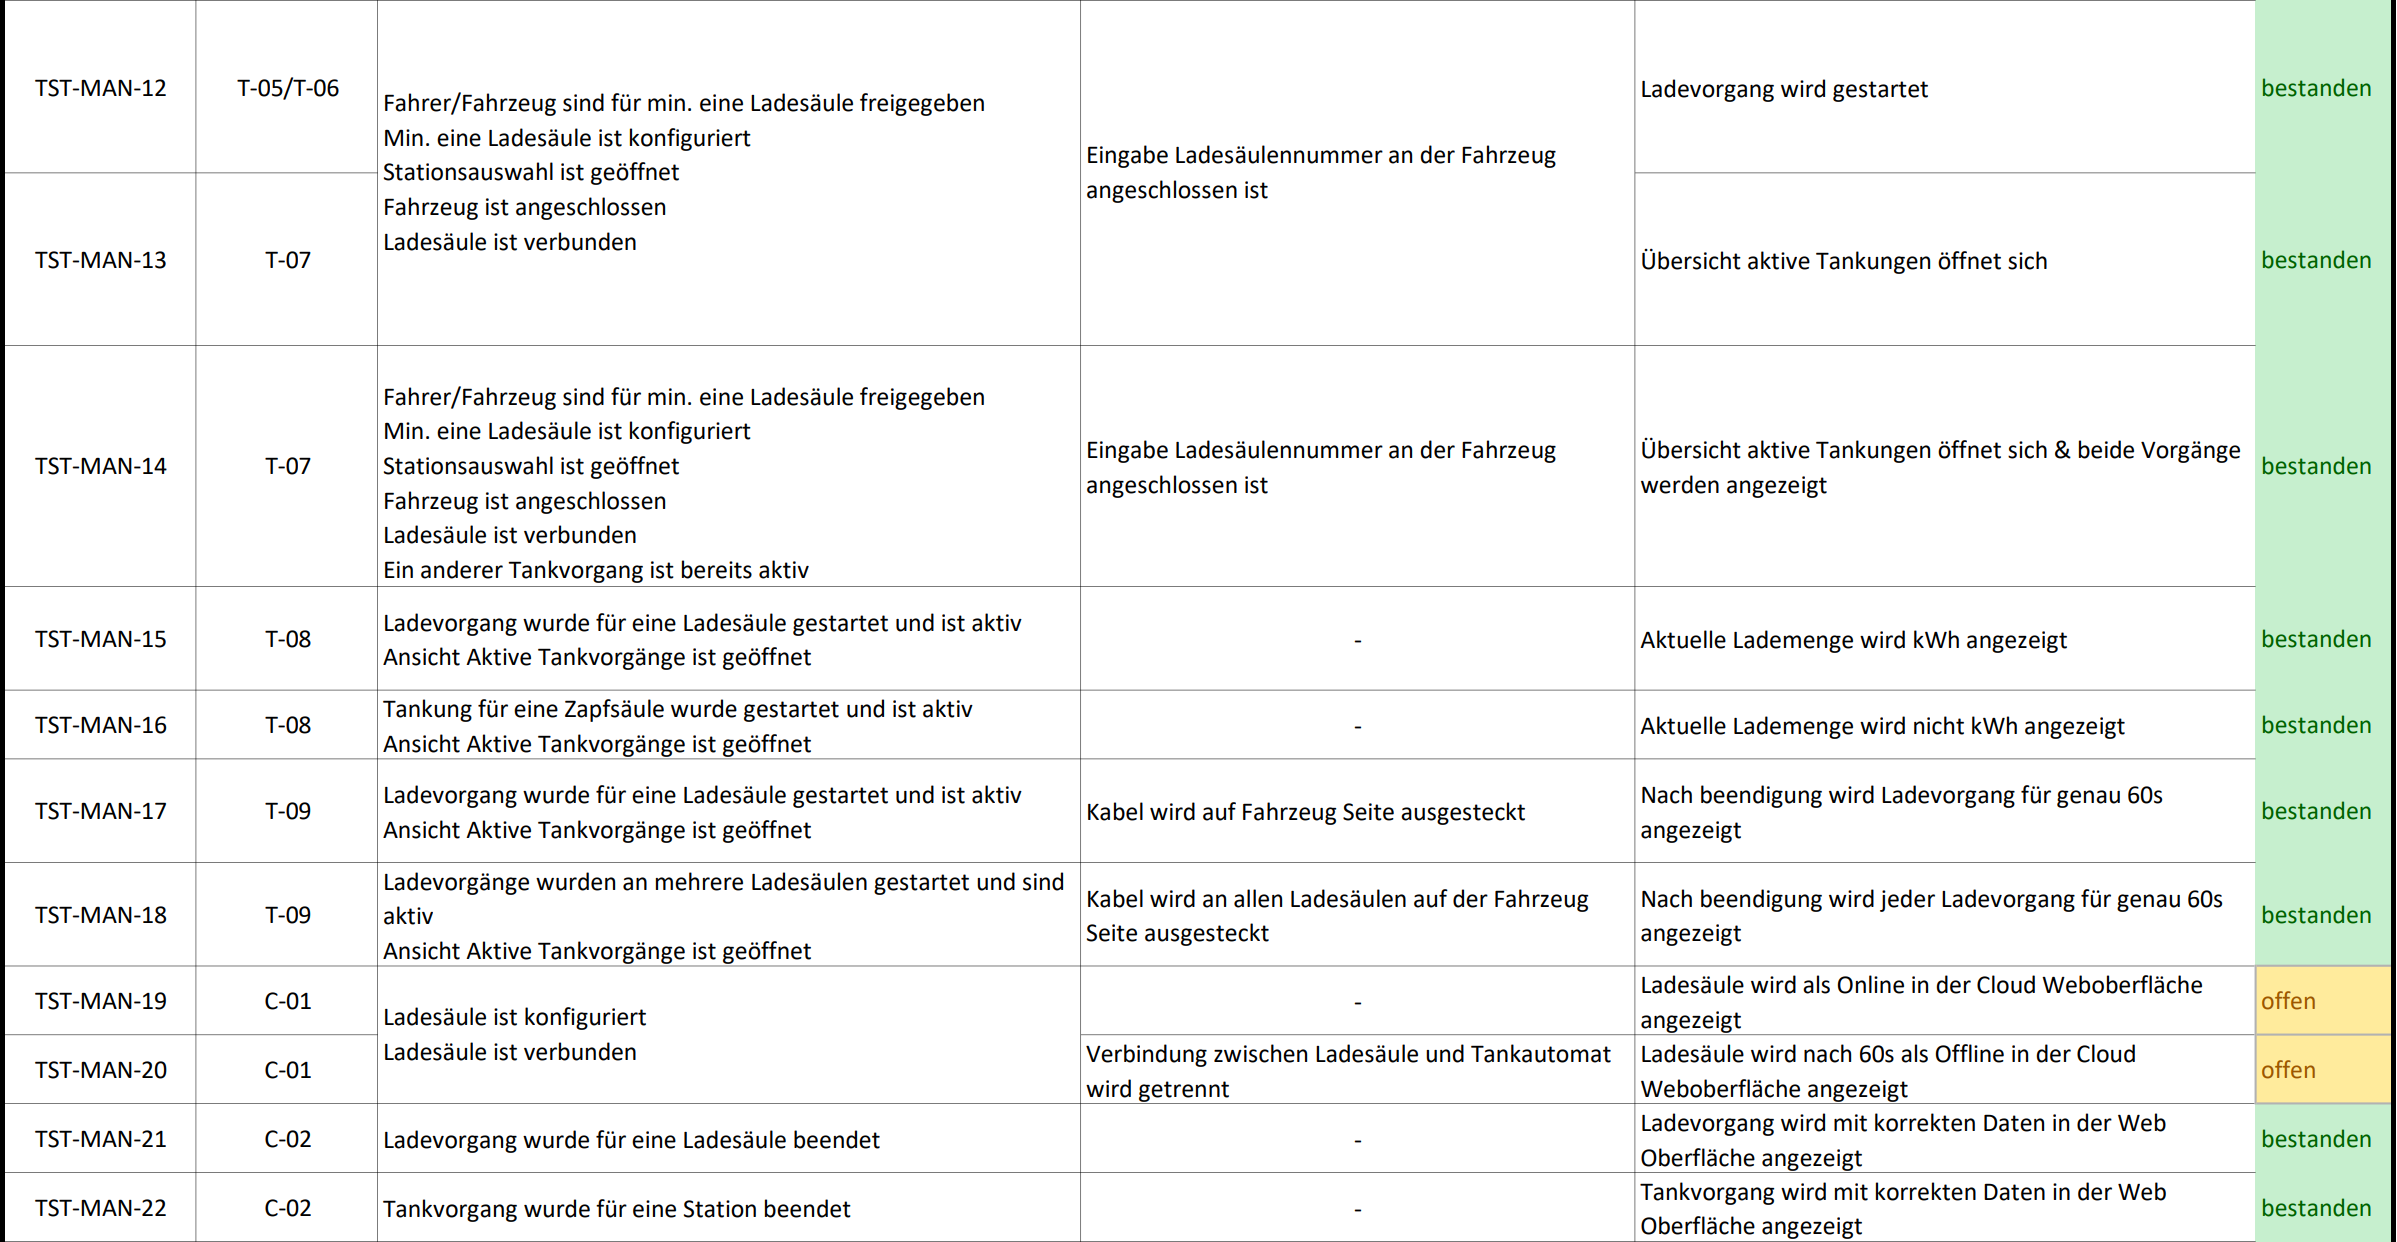 TST-MAN-12
T-05/T-06
Fahrer/Fahrzeug sind für min. eine Ladesäule freigegeben
Min. eine Ladesäule ist konfiguriert
Stationsauswahl ist geöffnet
Fahrzeug ist angeschlossen
Ladesäule ist verbunden
Eingabe Ladesäulennummer an der Fahrzeug
angeschlossen ist
Ladevorgang wird gestartet
bestanden
TST-MAN-13
T-07
Übersicht aktive Tankungen öffnet sich
bestanden
TST-MAN-14
T-07
Fahrer/Fahrzeug sind für min. eine Ladesäule freigegeben
Min. eine Ladesäule ist konfiguriert
Stationsauswahl ist geöffnet
Fahrzeug ist angeschlossen
Ladesäule ist verbunden
Ein anderer Tankvorgang ist bereits aktiv
Eingabe Ladesäulennummer an der Fahrzeug
angeschlossen ist
Übersicht aktive Tankungen öffnet sich & beide Vorgänge
werden angezeigt
bestanden
TST-MAN-15
T-08
Ladevorgang wurde für eine Ladesäule gestartet und ist aktiv
Ansicht Aktive Tankvorgänge ist geöffnet
-
Aktuelle Lademenge wird kWh angezeigt
bestanden
TST-MAN-16
T-08
Tankung für eine Zapfsäule wurde gestartet und ist aktiv
Ansicht Aktive Tankvorgänge ist geöffnet
-
Aktuelle Lademenge wird nicht kWh angezeigt
bestanden
TST-MAN-17
T-09
Ladevorgang wurde für eine Ladesäule gestartet und ist aktiv
Ansicht Aktive Tankvorgänge ist geöffnet
Kabel wird auf Fahrzeug Seite ausgesteckt
Nach beendigung wird Ladevorgang für genau 60s
angezeigt
bestanden
TST-MAN-18
T-09
Ladevorgänge wurden an mehrere Ladesäulen gestartet und sind
aktiv
Ansicht Aktive Tankvorgänge ist geöffnet
Kabel wird an allen Ladesäulen auf der Fahrzeug
Seite ausgesteckt
Nach beendigung wird jeder Ladevorgang für genau 60s
angezeigt
bestanden
TST-MAN-19
C-01
Ladesäule ist konfiguriert
Ladesäule ist verbunden
-
Ladesäule wird als Online in der Cloud Weboberfläche
angezeigt
offen
TST-MAN-20
C-01
Verbindung zwischen Ladesäule und Tankautomat
wird getrennt
Ladesäule wird nach 60s als Offline in der Cloud
Weboberfläche angezeigt
offen
TST-MAN-21
C-02
Ladevorgang wurde für eine Ladesäule beendet
-
Ladevorgang wird mit korrekten Daten in der Web
Oberfläche angezeigt
bestanden
TST-MAN-22
C-02
Tankvorgang wurde für eine Station beendet
-
Tankvorgang wird mit korrekten Daten in der Web
Oberfläche angezeigt
bestanden